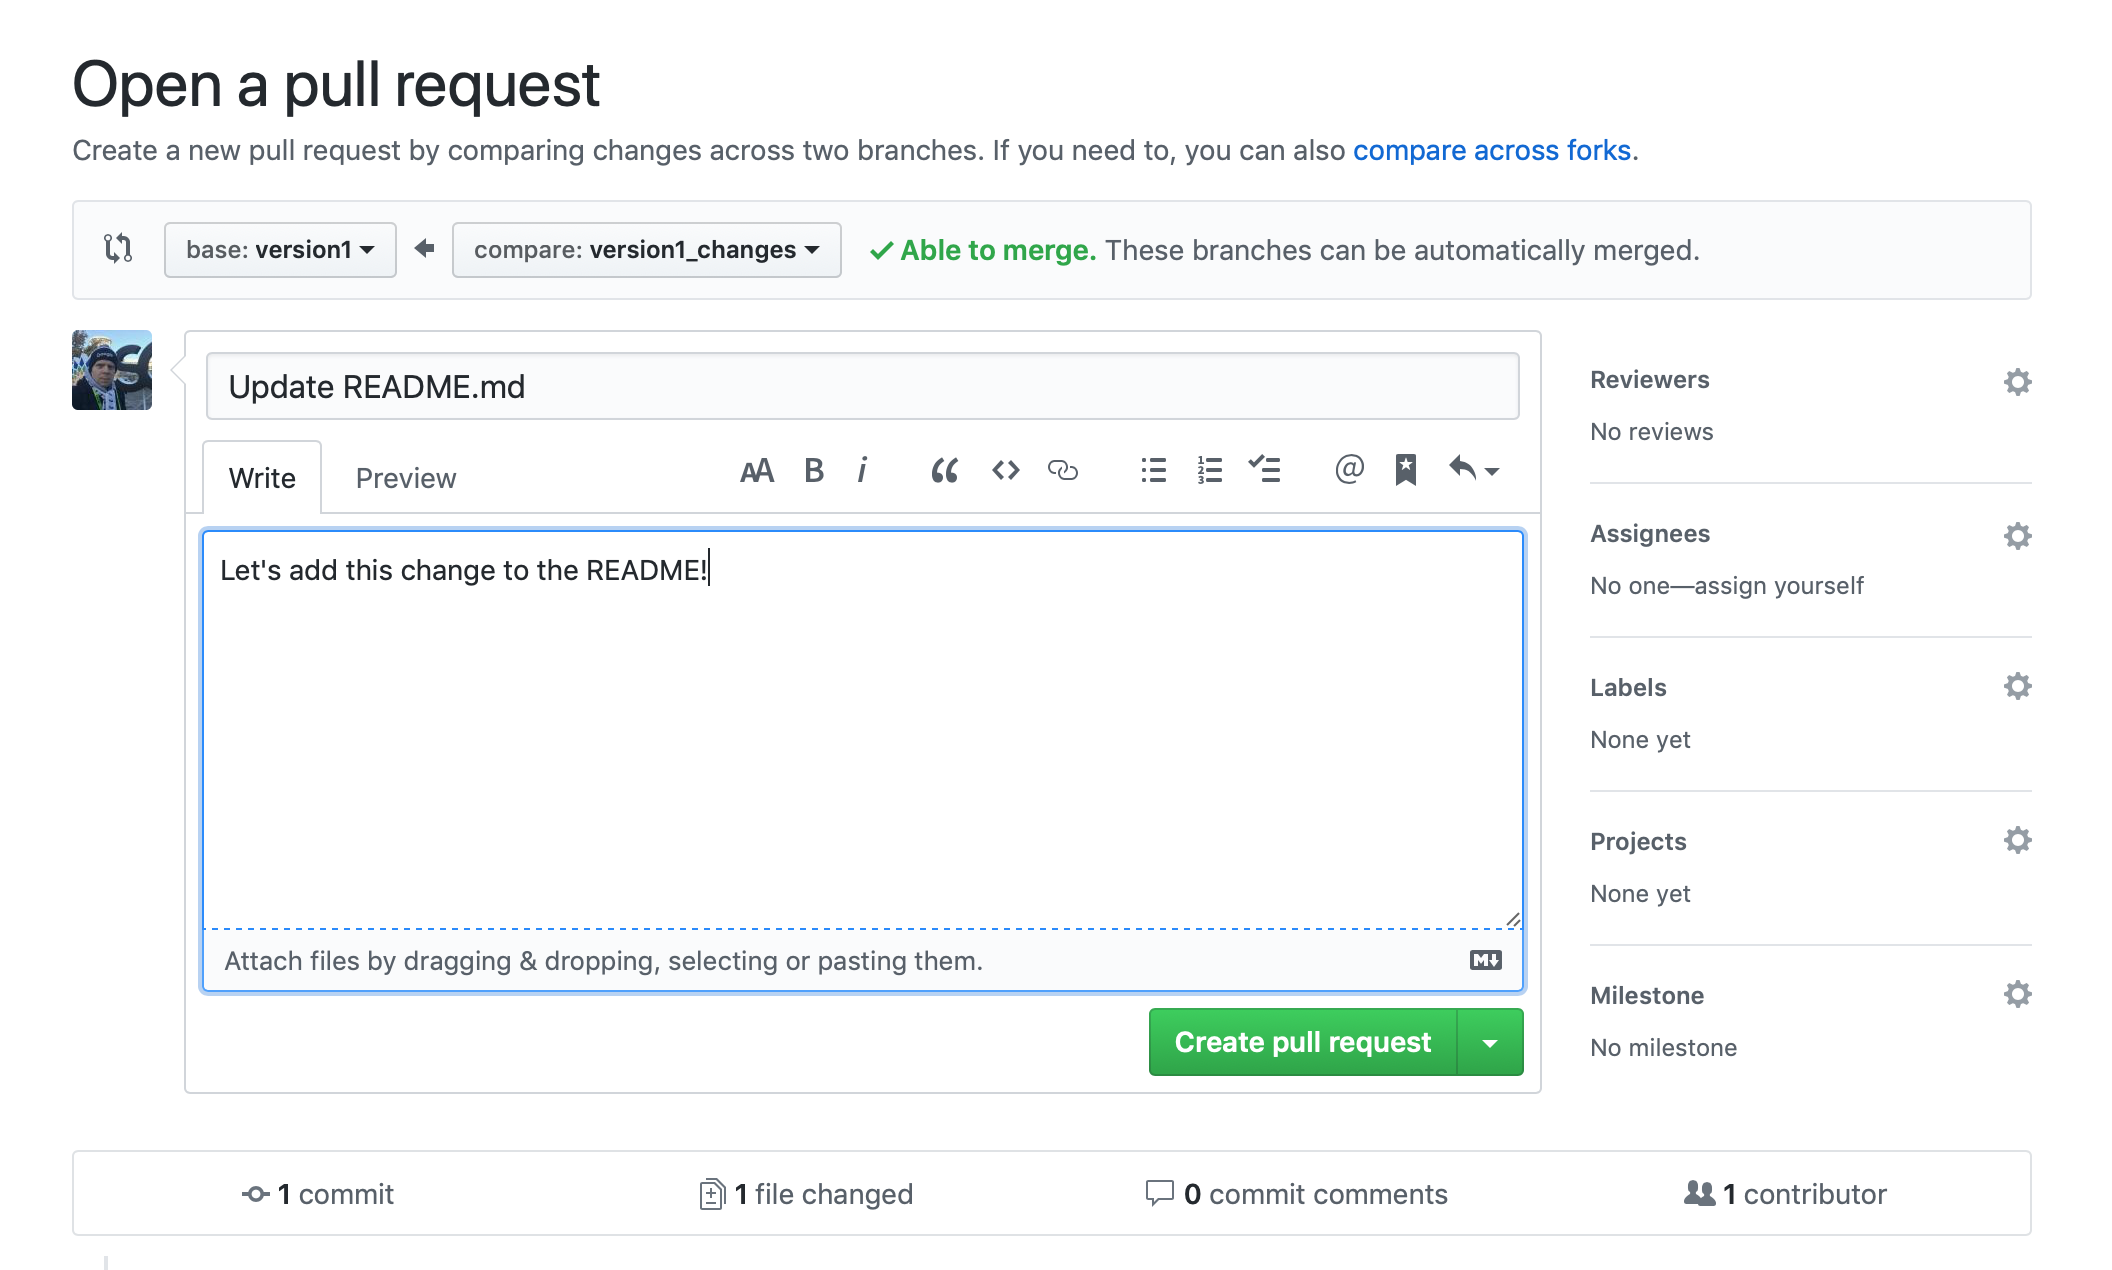 Open a pull request
Create a new pull request by comparing changes across two branches. If you need to, you can also compare across forks.
base: version1
compare: version1_changes
Able to merge. These branches can be automatically merged.
Update README.md
Write
Preview
AA B i
@
Let's add this change to the README!
Attach files by dragging & dropping, selecting or pasting them.
M
Create pull request
Reviewers
No reviews
Assignees
No one—assign yourself
Labels
None yet
Projects
None yet
Milestone
No milestone
1 commit
1 file changed
0 commit comments
1 contributor